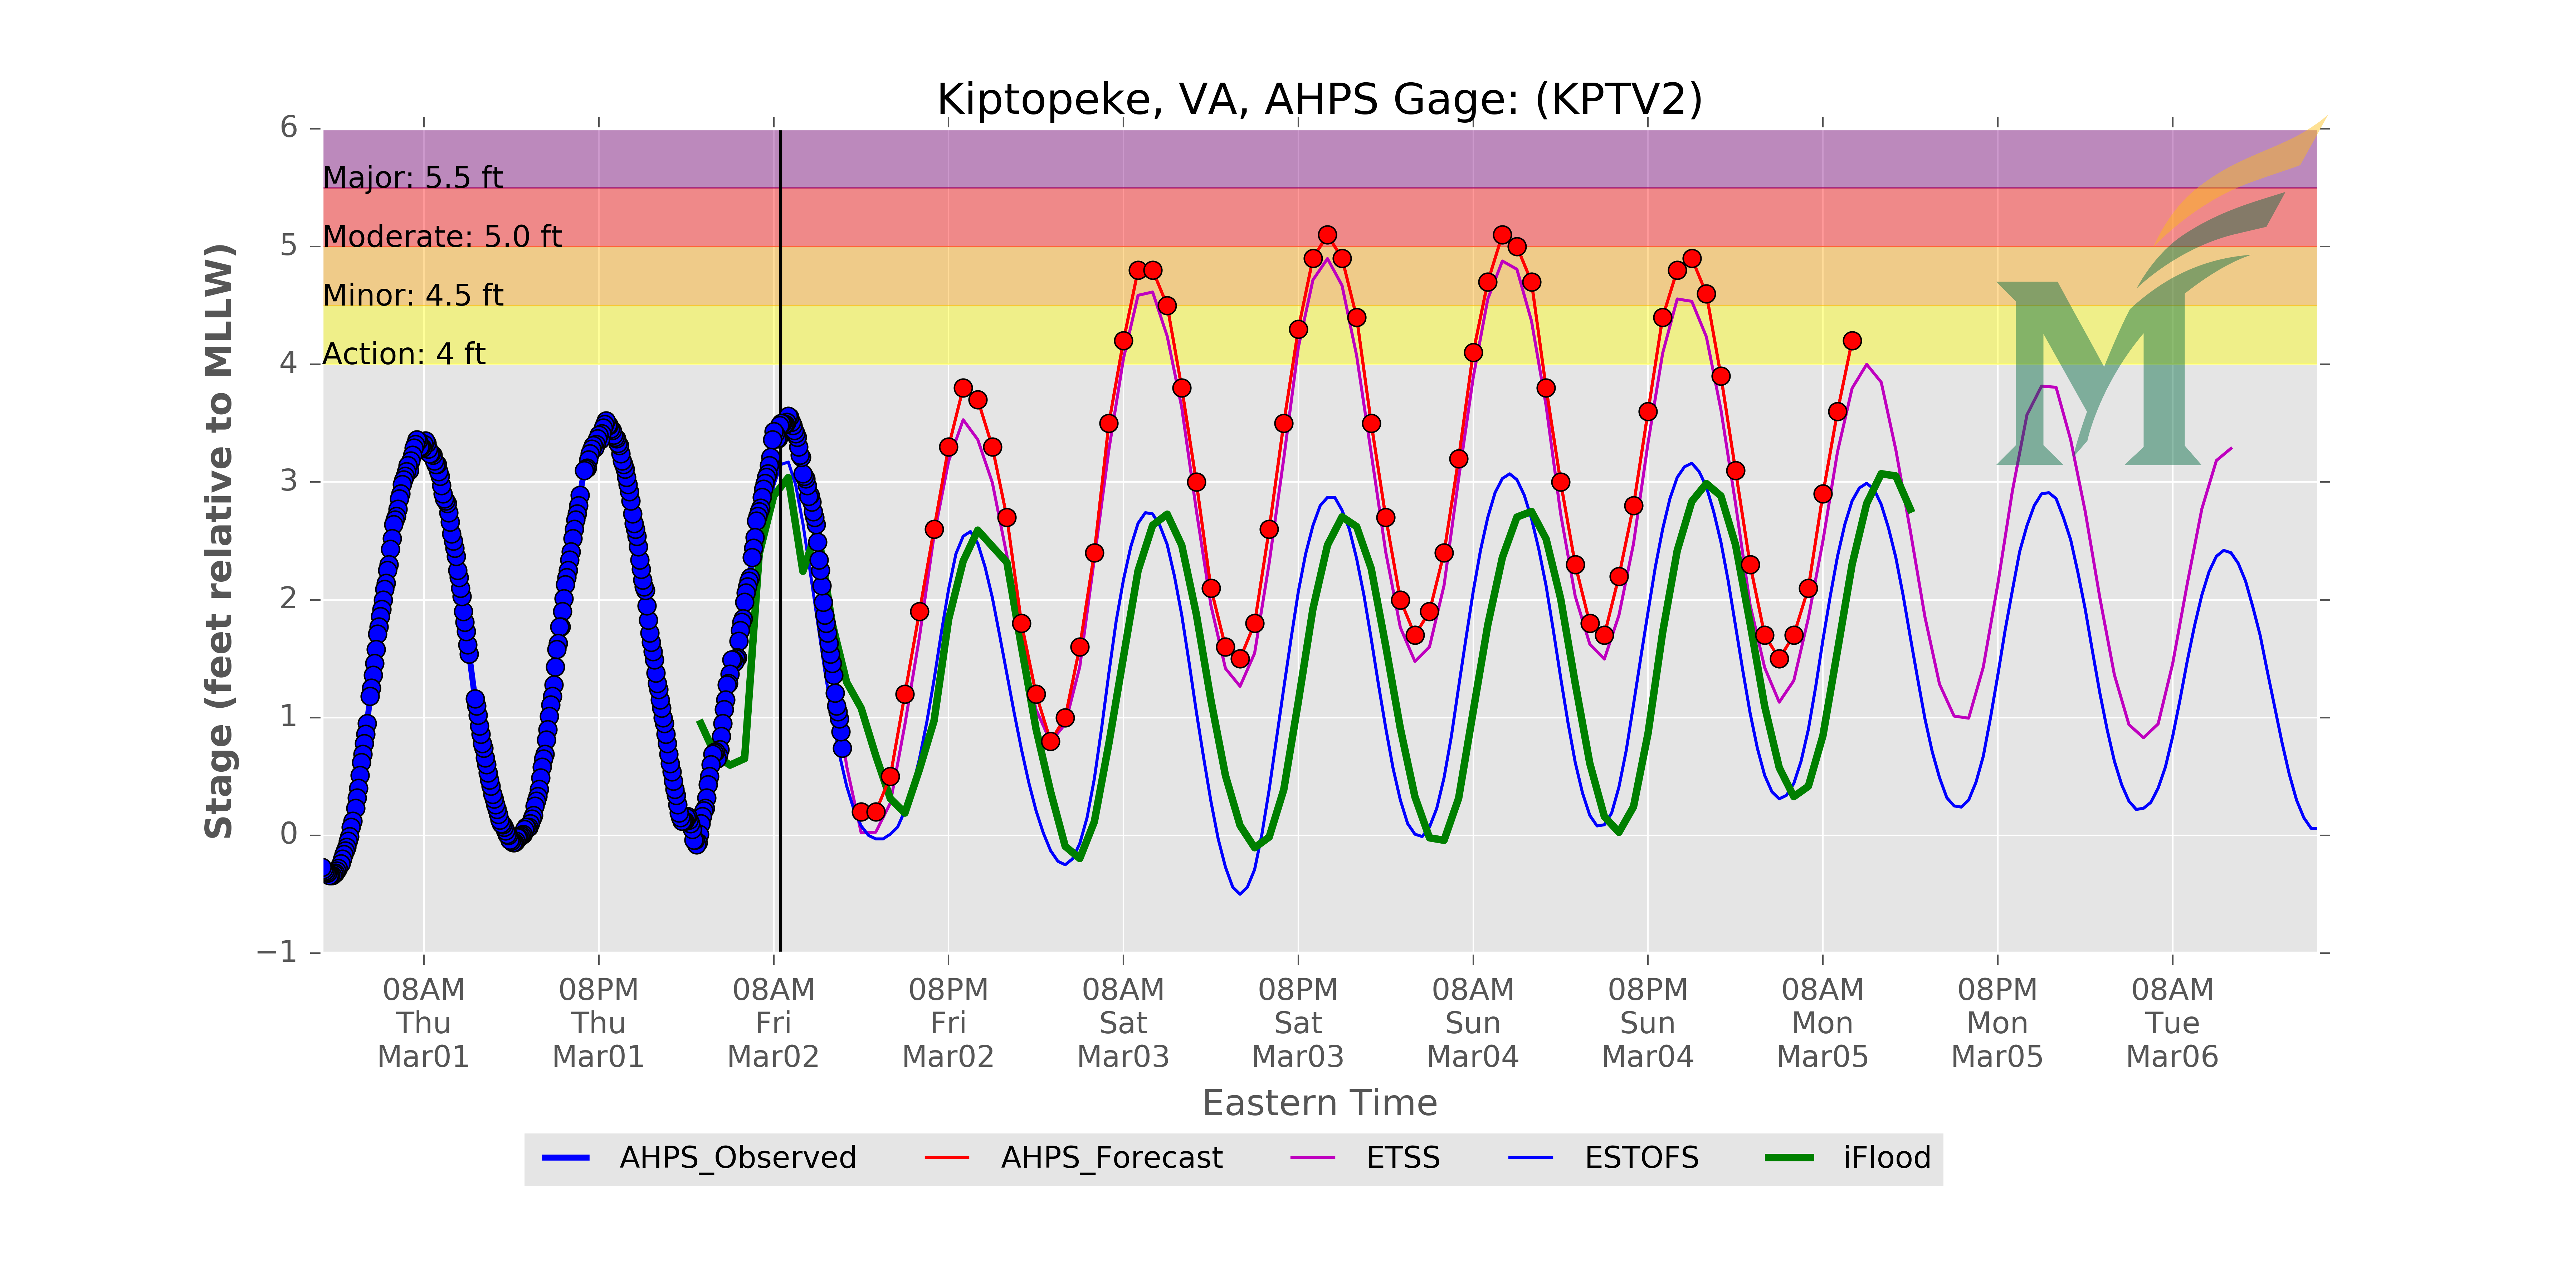 Kiptopeke, VA, AHPS Gage: (KPTV2)
6
5
4
3
2
1
0
−1
Stage (feet relative to MLLW)
Major: 5.5 ft
Moderate: 5.0 ft
Minor: 4.5 ft
Action: 4 ft
M
08AM Thu Mar01
08PM Thu Mar01
08AM Fri Mar02
08PM Fri Mar02
08AM Sat Mar03
08PM Sat Mar03
08AM Sun Mar04
08PM Sun Mar04
08AM Mon Mar05
08PM Mon Mar05
08AM Tue Mar06
Eastern Time
AHPS_Observed AHPS_Forecast ETSS ESTOFS iFlood